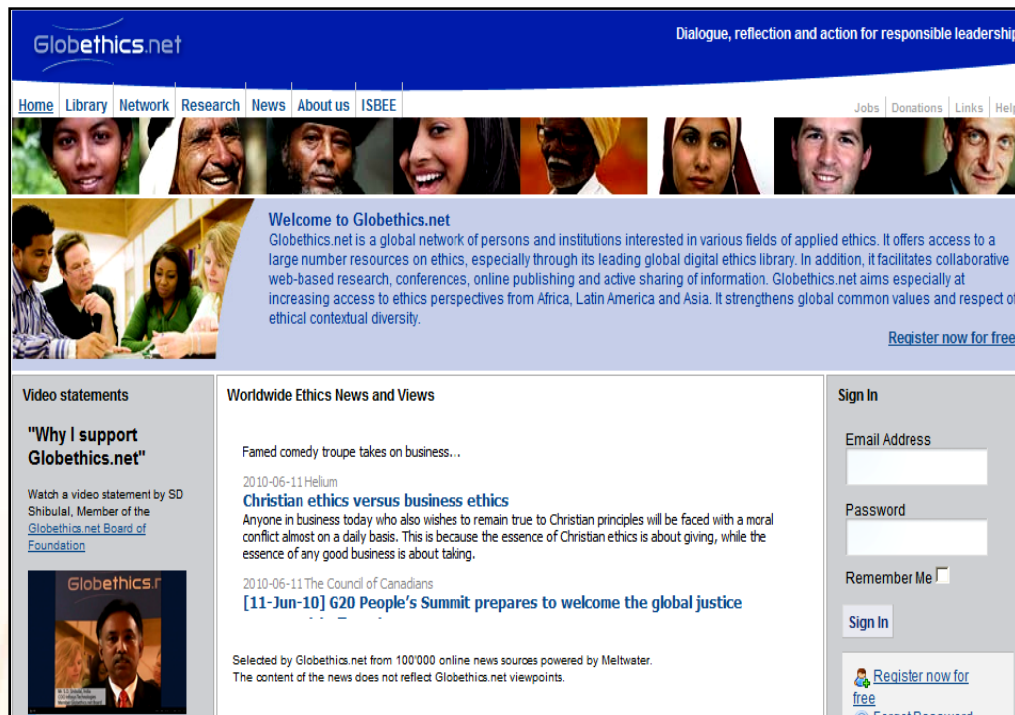 Globethics.net
Dialogue, reflection and action for responsible leadership
Home Library Network Research News About us ISBEE
Jobs Donations Links Help
Welcome to Globethics.net
Globethics.net is a global network of persons and institutions interested in various fields of applied ethics. It offers access to a
large number resources on ethics, especially through its leading global digital ethics library. In addition, it facilitates collaborative
web-based research, conferences, online publishing and active sharing of information. Globethics.net aims especially at
increasing access to ethics perspectives from Africa, Latin America and Asia. It strengthens global common values and respect of
ethical contextual diversity.
Register now for free
Video statements
"Why I support
Globethics.net"
Watch a video statement by SD
Shibulal, Member of the
Globethics.net Board of
Foundation
Globethics.r
Worldwide Ethics News and Views
Famed comedy troupe takes on business...
2010-06-11 Helium
Christian ethics versus business ethics
Anyone in business today who also wishes to remain true to Christian principles will be faced with a moral
conflict almost on a daily basis. This is because the essence of Christian ethics is about giving, while the
essence of any good business is about taking.
2010-06-11 The Council of Canadians
[11-Jun-10] G20 People's Summit prepares to welcome the global justice
Selected by Globethics.net from 100'000 online news sources powered by Meltwater.
The content of the news does not reflect Globethics.net viewpoints.
Sign In
Email Address
Password
Remember Me
Sign In
Register now for
free
Forgot Password